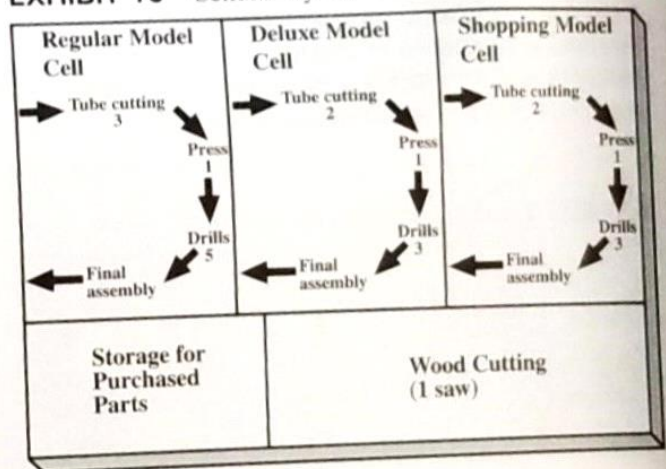 Regular Model
Cell
Tube cutting
3
Press
1
Drills
5
Final
assembly
Deluxe Model
Cell
Tube cutting
2
Press
1
Drills
3
Final
assembly
Shopping Model
Cell
Tube cutting
2
Press
1
Drills
3
Final
assembly
Storage for
Purchased
Parts
Wood Cutting
(1 saw)